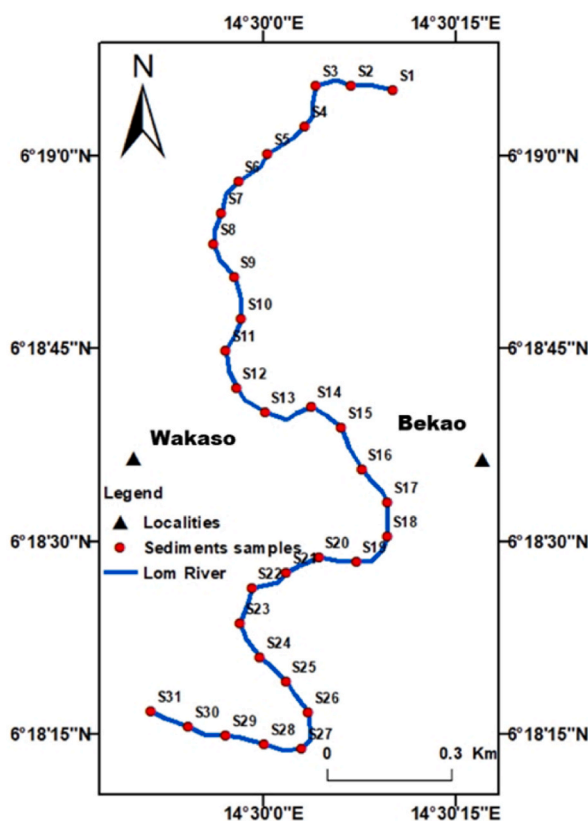 14°30'0"E 14°30'15"E
N
S3 S2 S1
S4
S5
6°19'0"N 6°19'0"N
S6
S7
S8
S9
S10
S11
6°18'45"N 6°18'45"N
S12
S13 S14
S15
Wakaso Bekao
S16
S17
Legend
Localities
S18
6°18'30"N 6°18'30"N
Sediments samples
S20 S19
S21
Lom River
S22
S23
S24
S25
S26
S31
S30
6°18'15"N 6°18'15"N
S29 S28 S27
0 0.3 Km
14°30'0"E 14°30'15"E